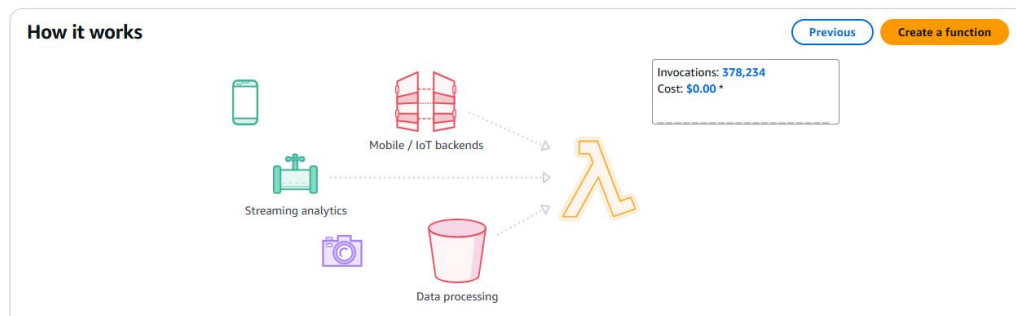 How it works
Previous
Create a function
Invocations: 378,234
Cost: $0.00 *
Mobile / IoT backends
Streaming analytics
Data processing